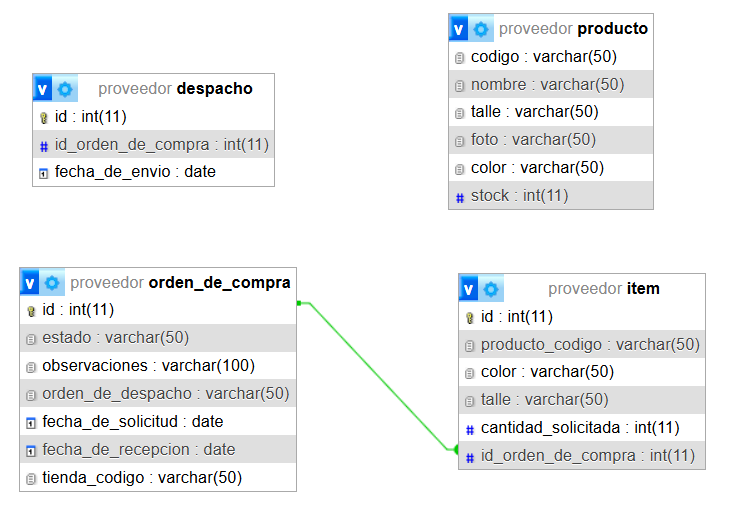 v proveedor despacho
id : int(11)
# id_orden_de_compra : int(11)
fecha_de_envio : date
v proveedor producto
codigo : varchar(50)
nombre : varchar(50)
talle : varchar(50)
foto : varchar(50)
color : varchar(50)
# stock : int(11)
v proveedor orden_de_compra
id : int(11)
estado : varchar(50)
observaciones : varchar(100)
orden_de_despacho : varchar(50)
fecha_de_solicitud : date
fecha_de_recepcion : date
tienda_codigo : varchar(50)
v proveedor item
id : int(11)
producto_codigo : varchar(50)
color : varchar(50)
talle : varchar(50)
# cantidad_solicitada : int(11)
# id_orden_de_compra : int(11)